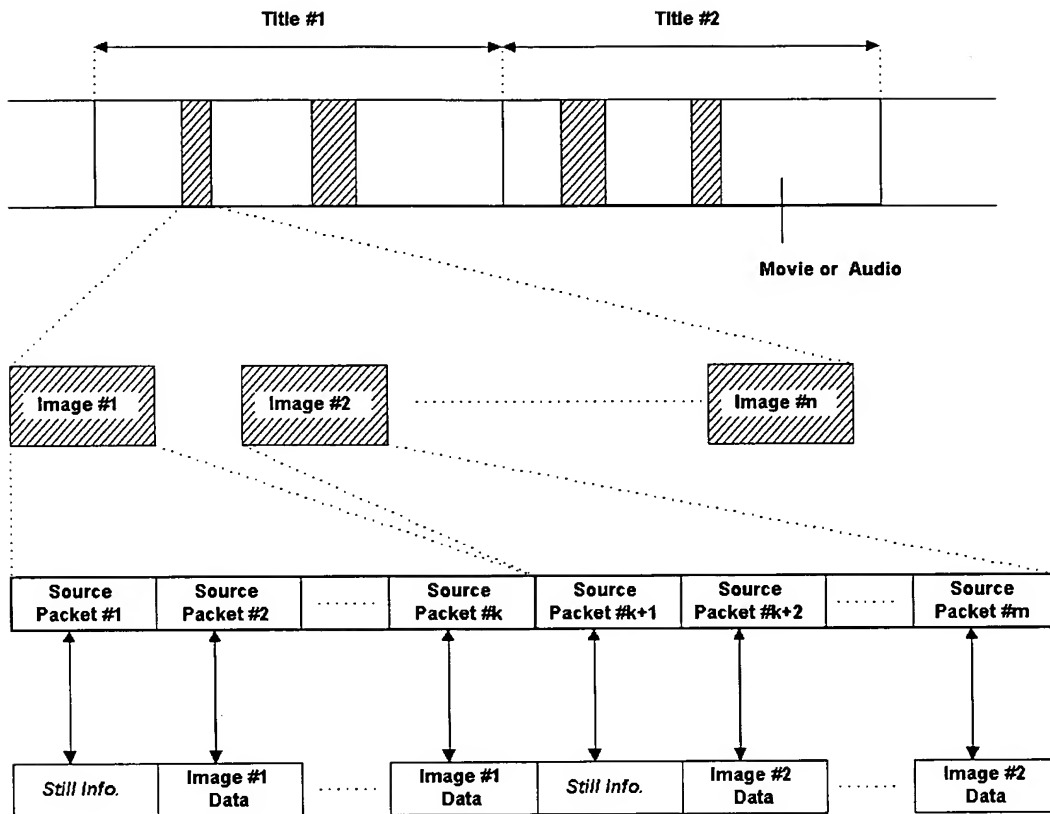 Title #1
Title #2
Movie or Audio
Image #1
Image #2
Image #n
Source
Packet #1
Source
Packet #2
Source
Packet #k
Source
Packet #k+1
Source
Packet #k+2
Source
Packet #m
Still Info.
Image #1
Data
Image #1
Data
Still Info.
Image #2
Data
Image #2
Data